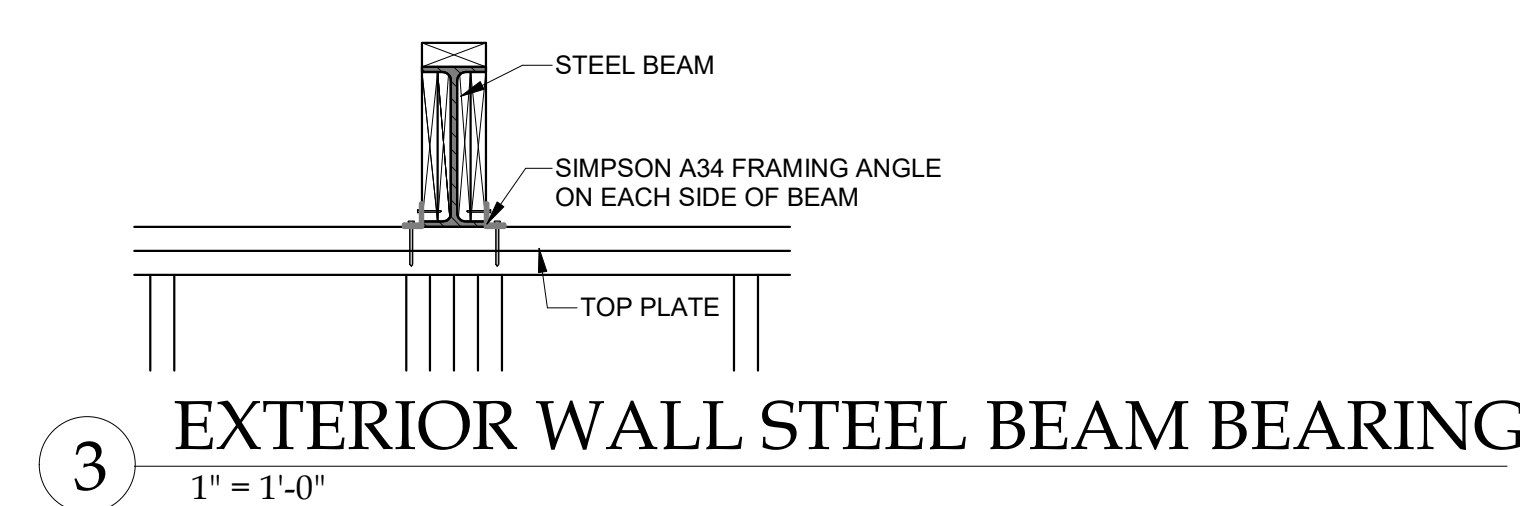 STEEL BEAM
SIMPSON A34 FRAMING ANGLE
ON EACH SIDE OF BEAM
TOP PLATE
3
EXTERIOR WALL STEEL BEAM BEARING
1" = 1'-0"